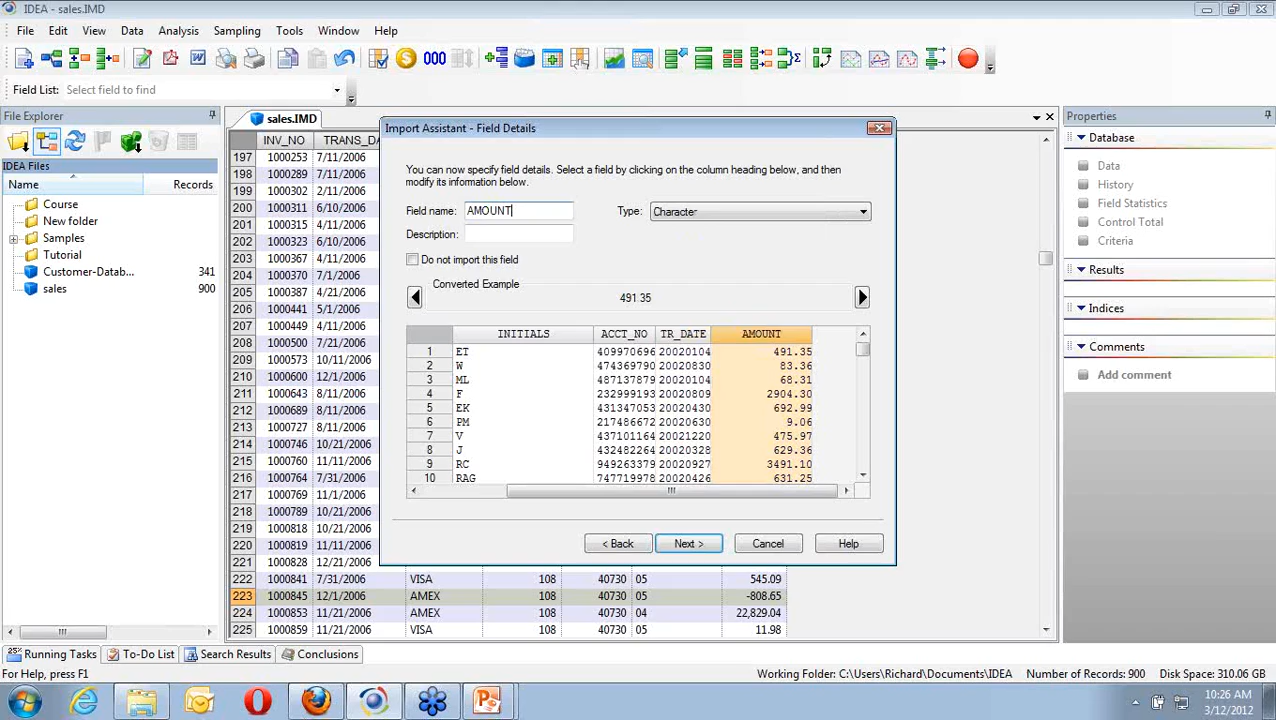 IDEA - sales.IMD
File Edit View Data Analysis Sampling Tools Window Help
Field List: Select field to find
File Explorer
IDEA Files
Name Records
Course
New folder
Samples
Tutorial
Customer-Datab... 341
sales 900
sales.IMD
INV_NO TRANS_DA
197 1000253 7/11/2006
198 1000289 7/11/2006
199 1000302 2/11/2006
200 1000311 6/10/2006
201 1000315 4/11/2006
202 1000323 6/10/2006
203 1000367 4/11/2006
204 1000370 7/1/2006
205 1000387 4/21/2006
206 1000441 5/1/2006
207 1000449 4/11/2006
208 1000500 7/21/2006
209 1000573 10/11/2006
210 1000600 12/1/2006
211 1000643 8/11/2006
212 1000689 8/11/2006
213 1000727 8/11/2006
214 1000746 10/21/2006
215 1000760 11/11/2006
216 1000764 7/31/2006
217 1000769 11/1/2006
218 1000789 10/21/2006
219 1000818 10/21/2006
220 1000819 11/11/2006
221 1000828 12/21/2006
222 1000841 7/31/2006 VISA 108 40730 05 545.09
223 1000845 12/1/2006 AMEX 108 40730 05 -808.65
224 1000853 11/21/2006 AMEX 108 40730 04 22,829.04
225 1000859 11/21/2006 VISA 108 40730 05 11.98
Import Assistant - Field Details
You can now specify field details. Select a field by clicking on the column heading below, and then
modify its information below.
Field name: AMOUNT Type: Character
Description:
Do not import this field
Converted Example
491.35
INITIALS ACCT_NO TR_DATE AMOUNT
1 ET 409970696 20020104 491.35
2 W 474369790 20020830 83.36
3 ML 487137879 20020104 68.31
4 F 232999193 20020809 2904.30
5 EK 431347053 20020430 692.99
6 PM 217486672 20020630 9.06
7 V 437101164 20021220 475.97
8 J 432482264 20020328 629.36
9 RC 949263379 20020927 3491.10
10 RAG 747719978 20020426 631.25
< Back Next > Cancel Help
Properties
Database
Data
History
Field Statistics
Control Total
Criteria
Results
Indices
Comments
Add comment
Running Tasks To-Do List Search Results Conclusions
For Help, press F1 Working Folder: C:\Users\Richard\Documents\IDEA Number of Records: 900 Disk Space: 310.06 GB
10:26 AM
3/12/2012